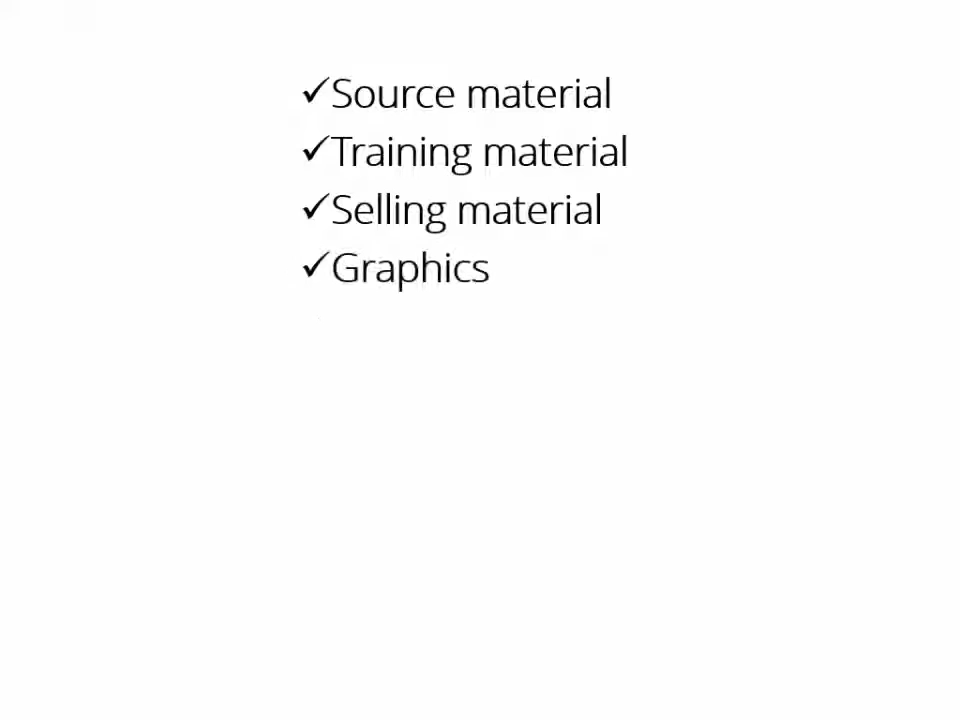 ✓Source material
✓Training material
✓Selling material
✓Graphics